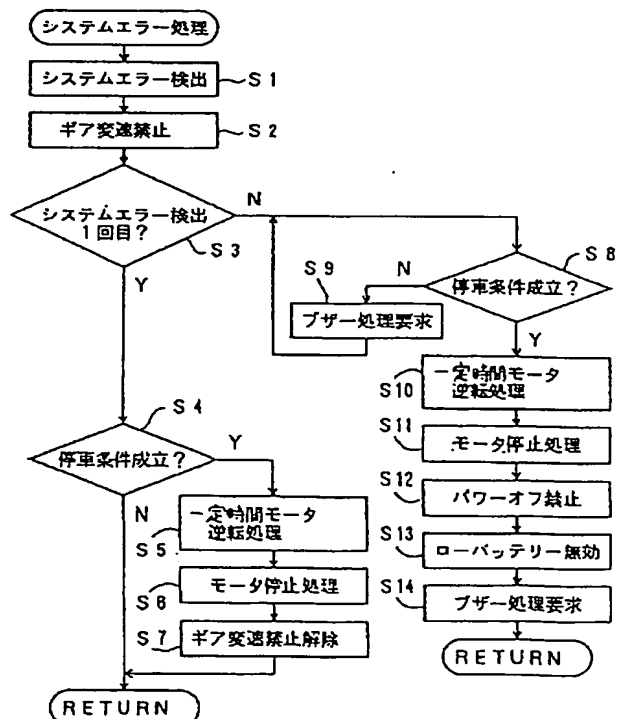 システムエラー処理
システムエラー検出
S1
ギア変速禁止
S2
システムエラー検出
1回目？
S3
N
Y
S4
停車条件成立？
Y
N
一定時間モータ
逆転処理
S5
モータ停止処理
S6
ギア変速禁止解除
S7
RETURN
S8
停車条件成立？
N
Y
S9
ブザー処理要求
一定時間モータ
逆転処理
S10
S11
モータ停止処理
S12
パワーオフ禁止
S13
ローバッテリー無効
S14
ブザー処理要求
RETURN